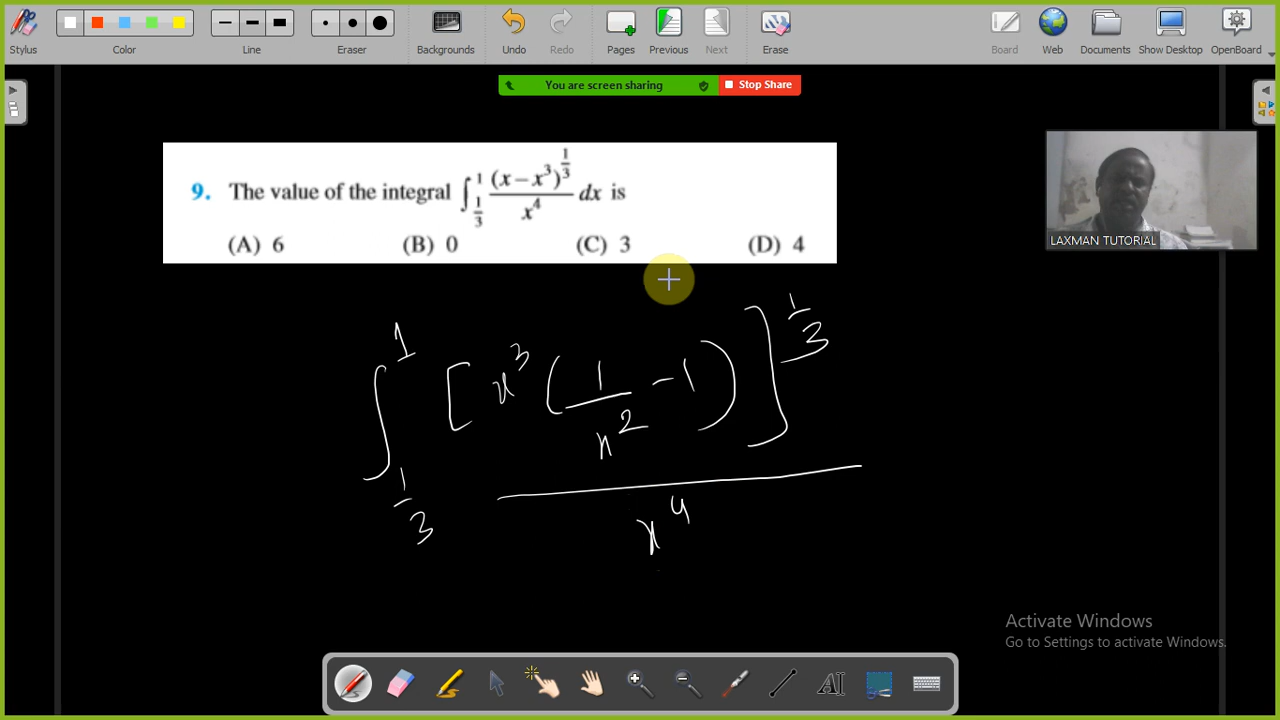 Stylus Color Line Eraser Backgrounds Undo Redo Pages Previous Next Erase Board Web Documents Show Desktop OpenBoard
You are screen sharing Stop Share
9. The value of the integral ∫_{1/3}^{1} (x−x³)^{1/3} / x⁴ dx is
(A) 6 (B) 0 (C) 3 (D) 4
LAXMAN TUTORIAL
∫_{1/3}^{1} [x³(1/x² − 1)]^{1/3} / x⁴
Activate Windows
Go to Settings to activate Windows.